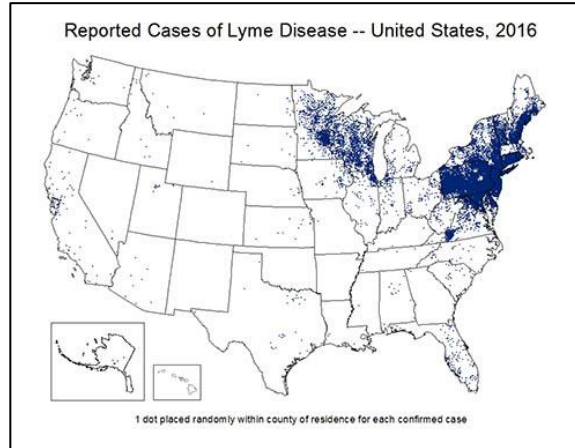 Reported Cases of Lyme Disease -- United States, 2016
1 dot placed randomly within county of residence for each confirmed case